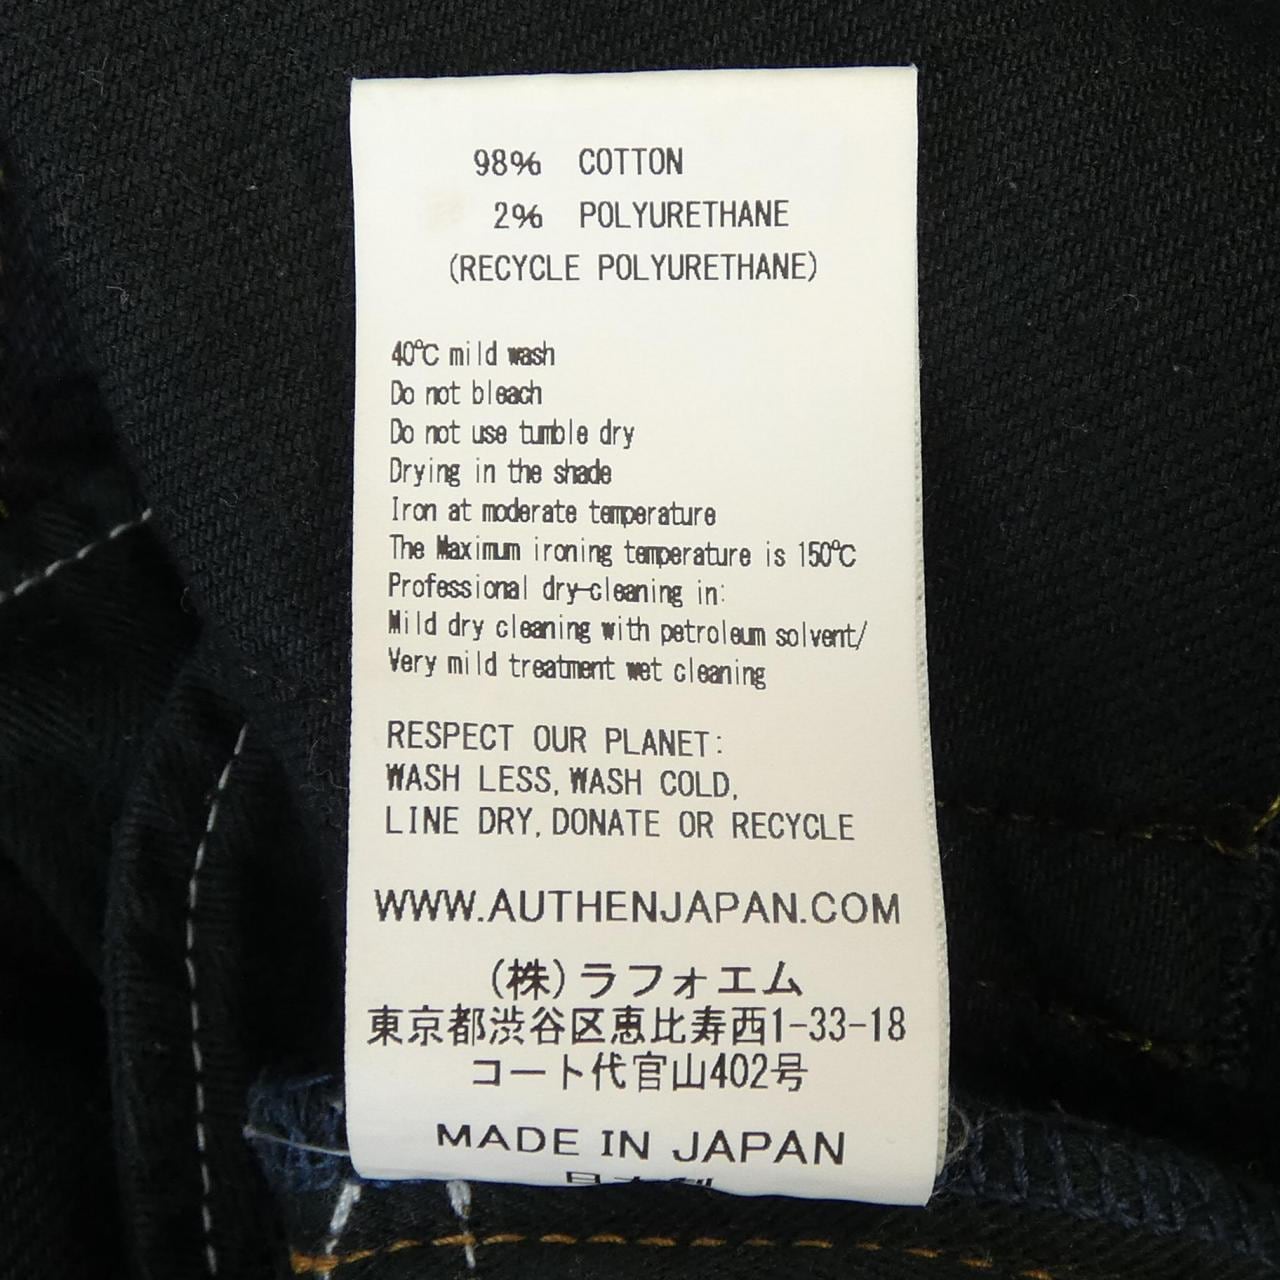 98% COTTON
2% POLYURETHANE
(RECYCLE POLYURETHANE)
40℃ mild wash
Do not bleach
Do not use tumble dry
Drying in the shade
Iron at moderate temperature
The Maximum ironing temperature is 150℃
Professional dry-cleaning in:
Mild dry cleaning with petroleum solvent/
Very mild treatment wet cleaning
RESPECT OUR PLANET:
WASH LESS, WASH COLD,
LINE DRY, DONATE OR RECYCLE
WWW.AUTHENJAPAN.COM
(株)ラフォエム
東京都渋谷区恵比寿西1-33-18
コート代官山402号
MADE IN JAPAN